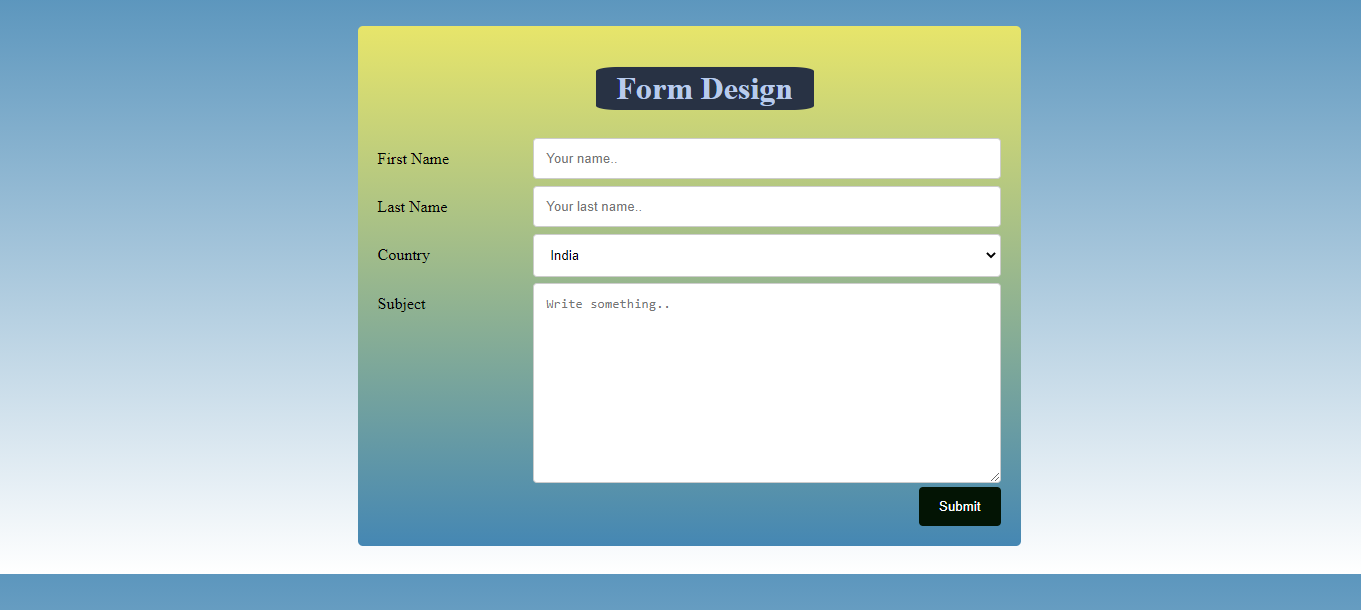 Form Design
First Name
Your name..
Last Name
Your last name..
Country
India
Subject
Write something..
Submit